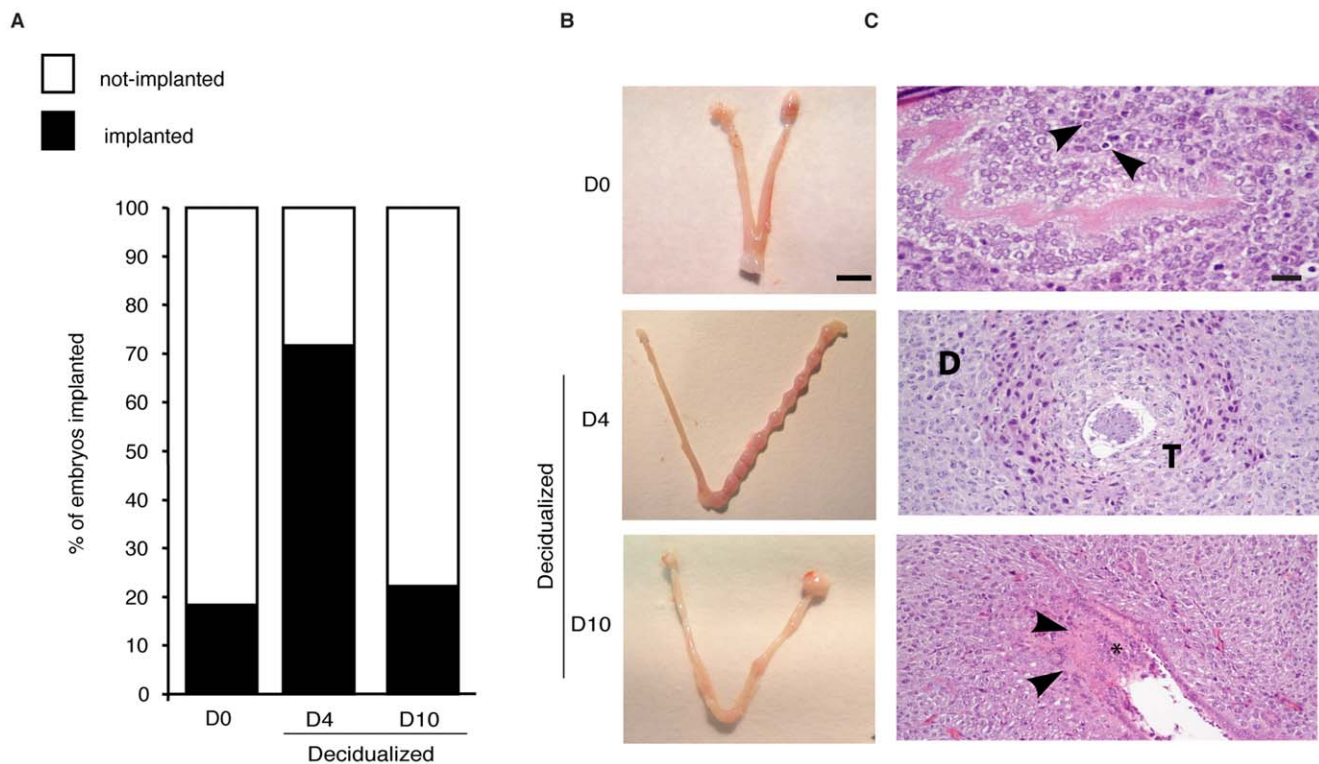 A
B
C
not-implanted
implanted
% of embryos implanted
100
90
80
70
60
50
40
30
20
10
0
D0
D4
D10
Decidualized
D0
D4
D10
Decidualized
D
T
*